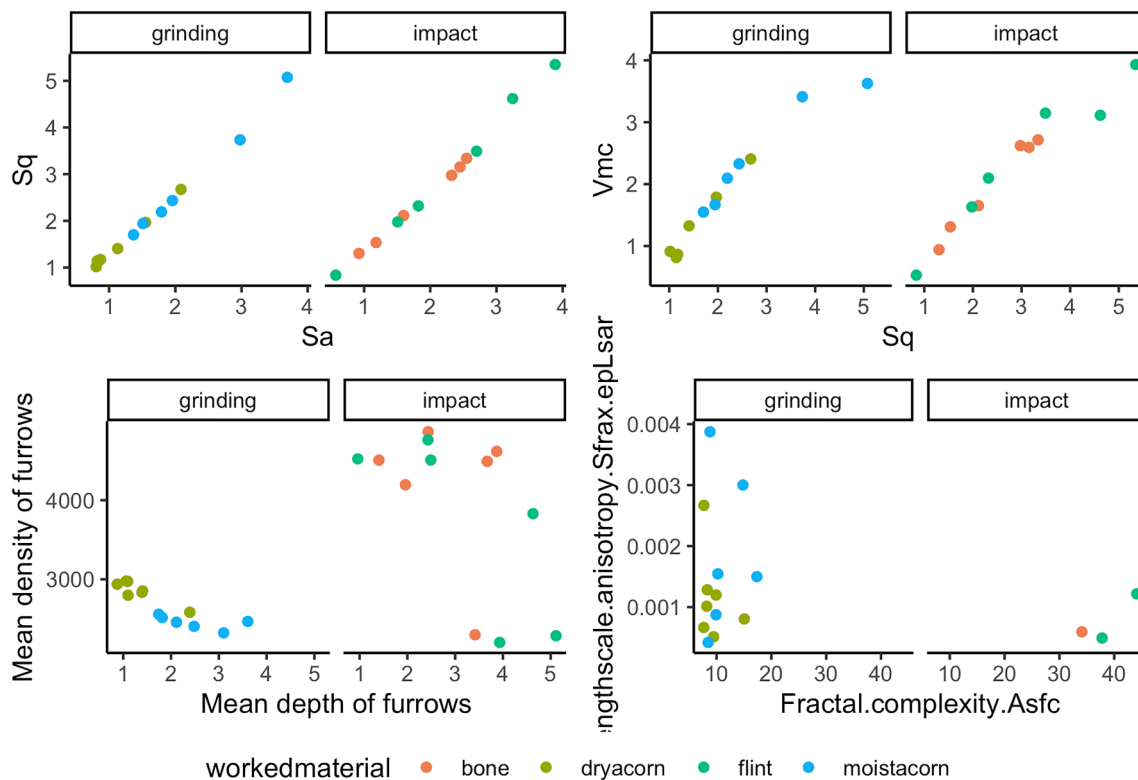 grinding impact
5
4
3
2
1
Sq
1 2 3 4 1 2 3 4
Sa
grinding impact
4
3
2
1
Vmc
1 2 3 4 5 1 2 3 4 5
Sq
grinding impact
4000
3000
Mean density of furrows
1 2 3 4 5 1 2 3 4 5
Mean depth of furrows
grinding impact
0.004
0.003
0.002
0.001
engthscale.anisotropy.Sfrax.epLsar
10 20 30 40 10 20 30 40
Fractal.complexity.Asfc
workedmaterial bone dryacorn flint moistacorn